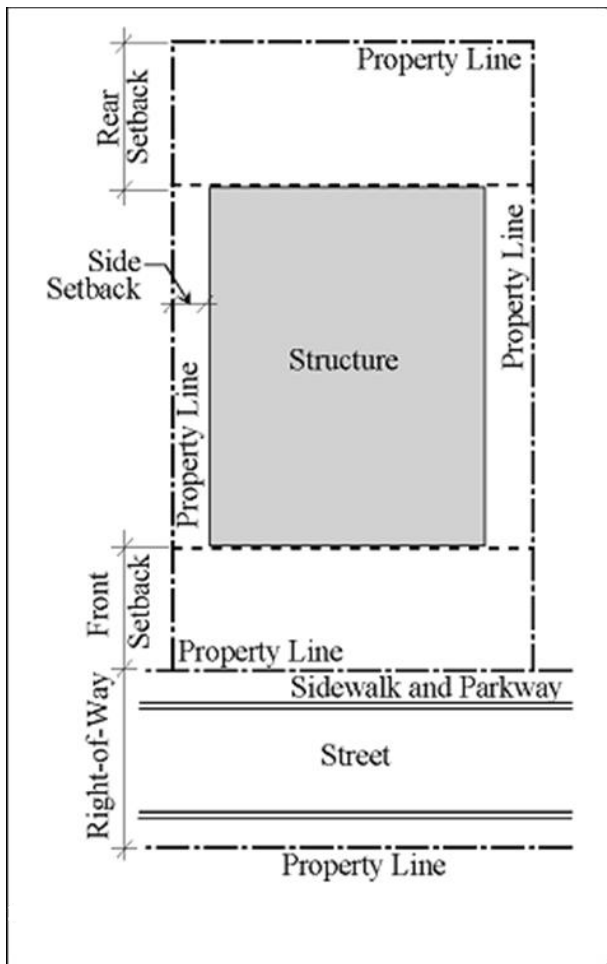 Property Line
Rear
Setback
Property Line
Side
Setback
Structure
Property Line
Front
Setback
Property Line
Sidewalk and Parkway
Right-of-Way
Street
Property Line